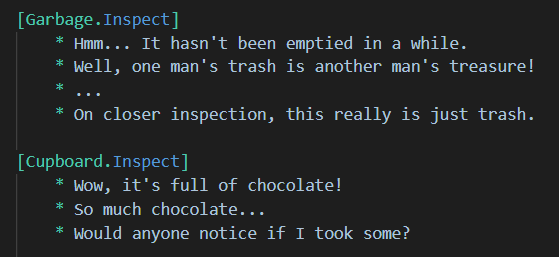 [Garbage.Inspect]
* Hmm... It hasn't been emptied in a while.
* Well, one man's trash is another man's treasure!
* ...
* On closer inspection, this really is just trash.
[Cupboard.Inspect]
* Wow, it's full of chocolate!
* So much chocolate...
* Would anyone notice if I took some?